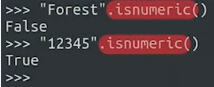 >>> "Forest".isnumeric()
False
>>> "12345".isnumeric()
True
>>>